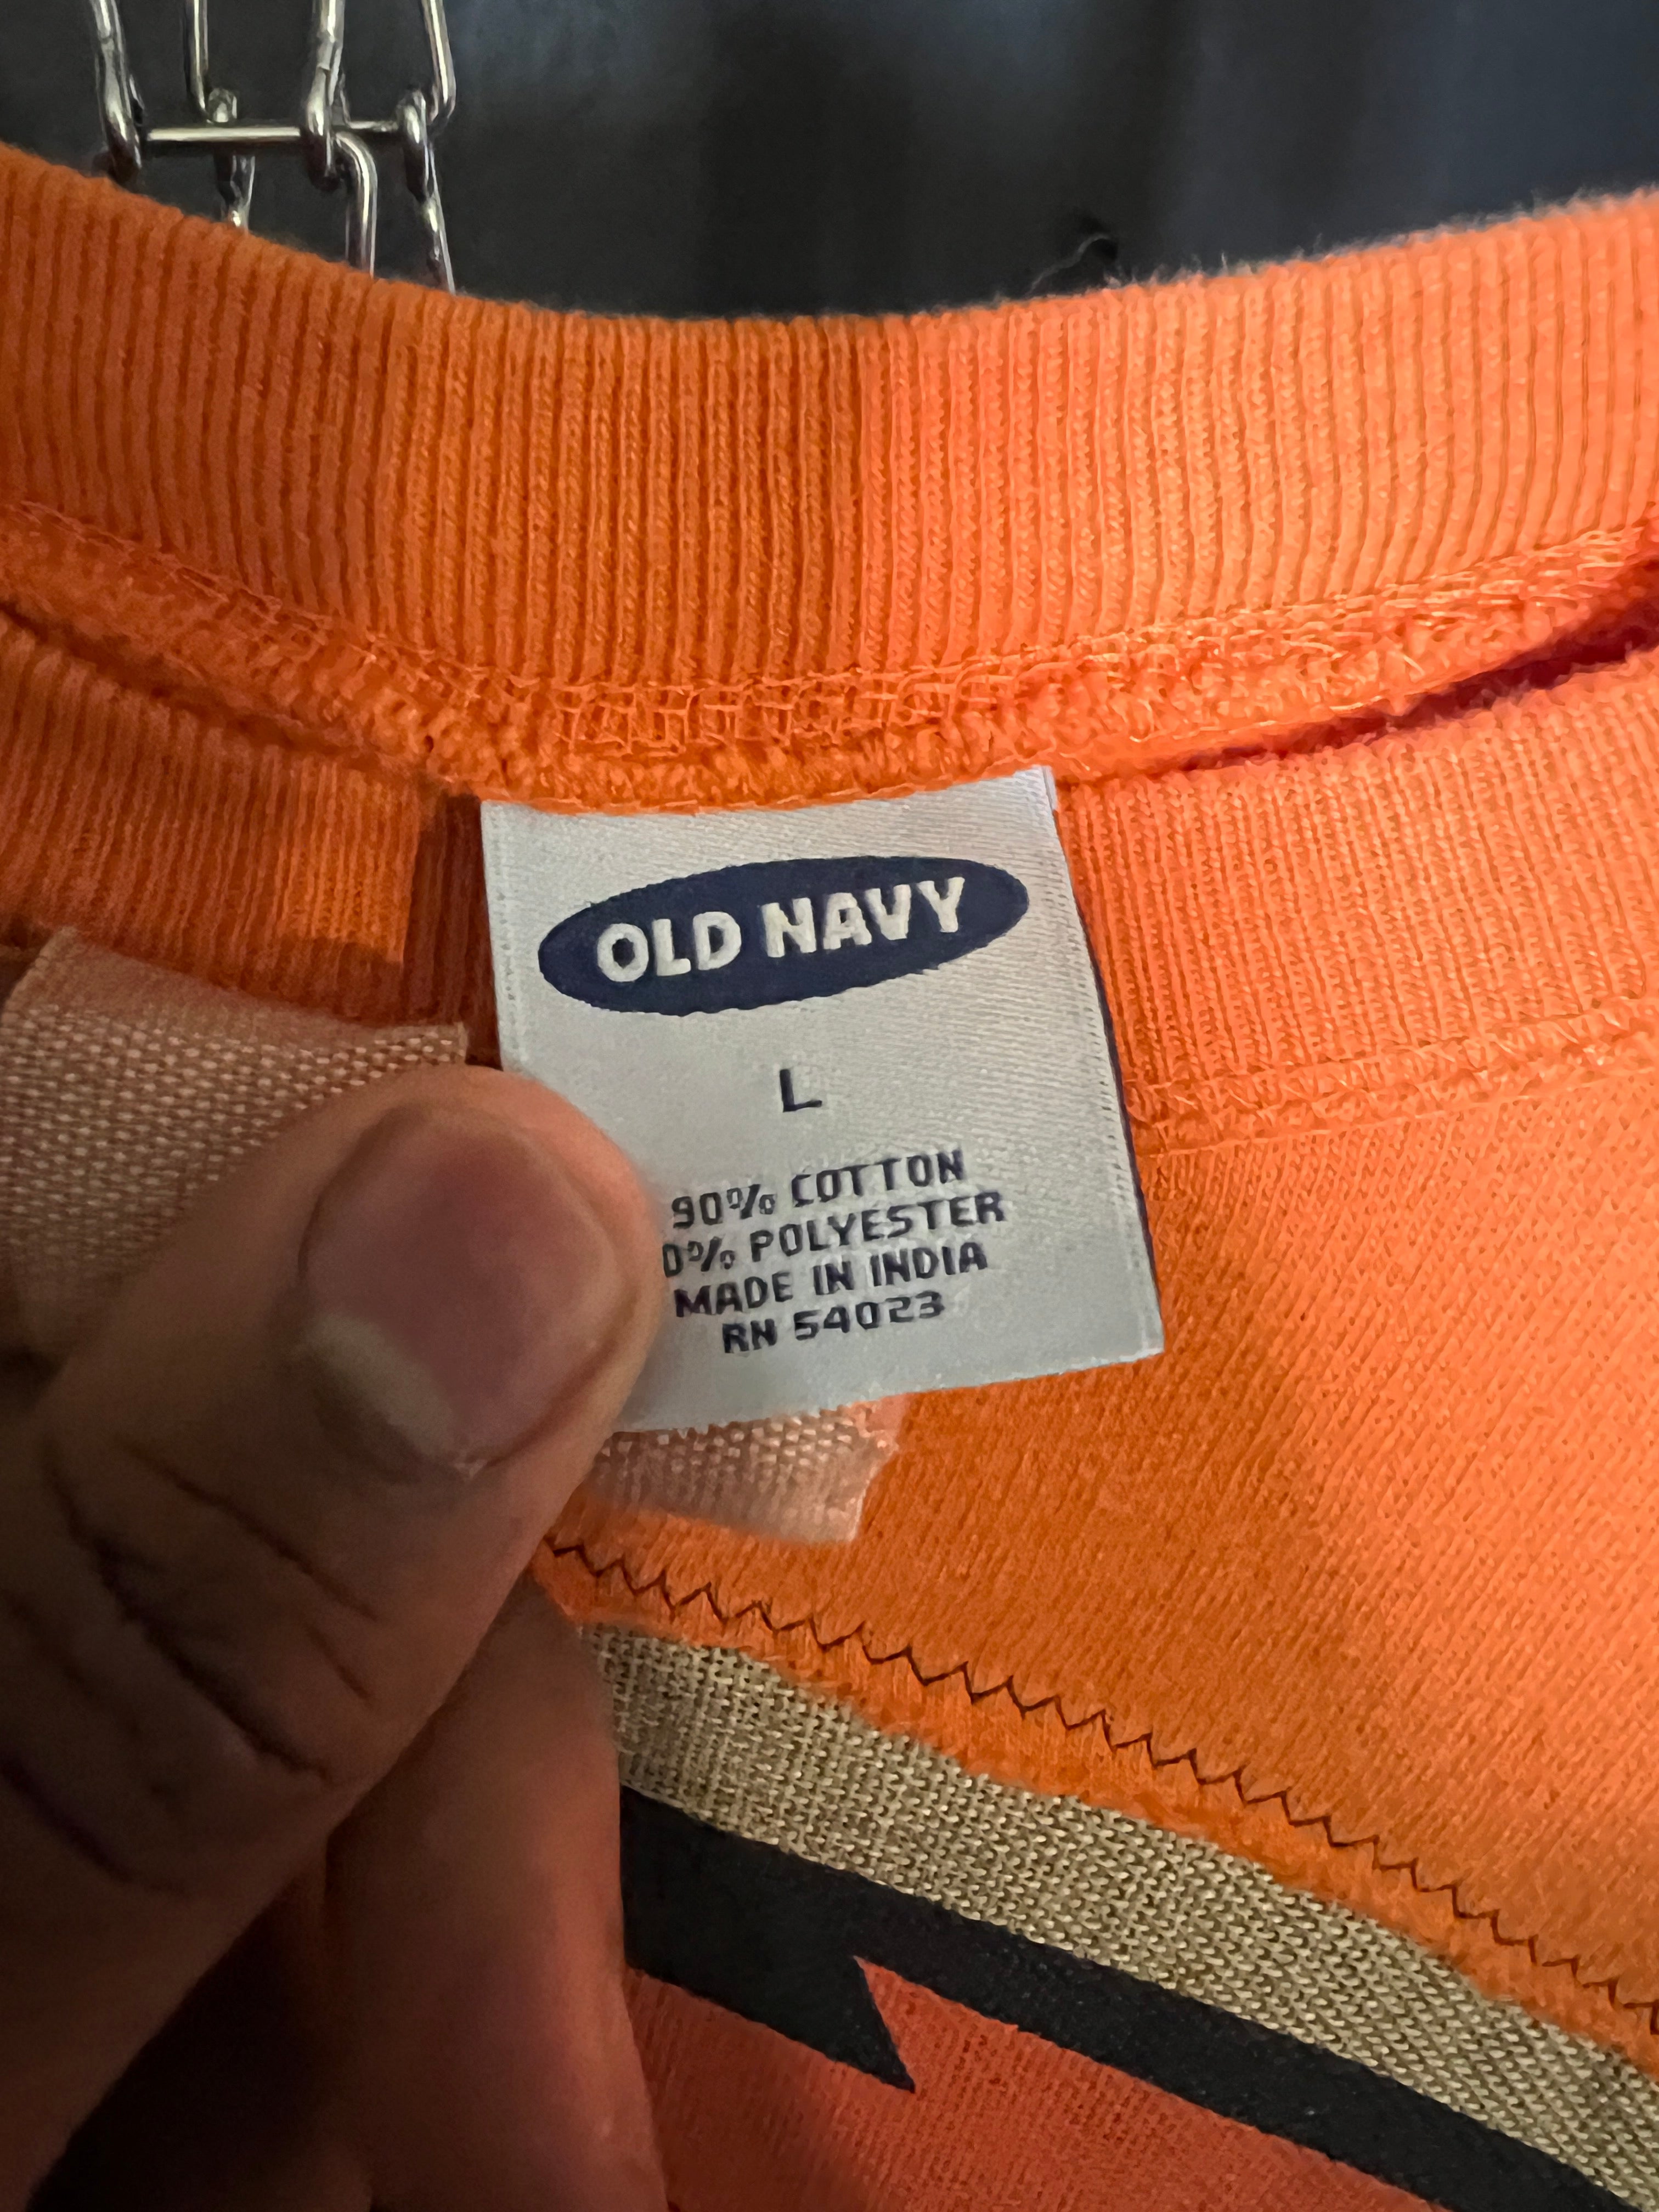 OLD NAVY
L
90% COTTON
0% POLYESTER
MADE IN INDIA
RN 54023